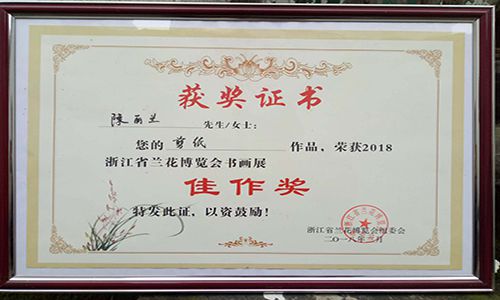 获奖证书
陈丽兰 先生/女士:
您的 剪纸 作品，荣获2018
浙江省兰花博览会书画展
佳作奖
特发此证，以资鼓励!
浙江省兰花博览会组委会
二〇一八年三月